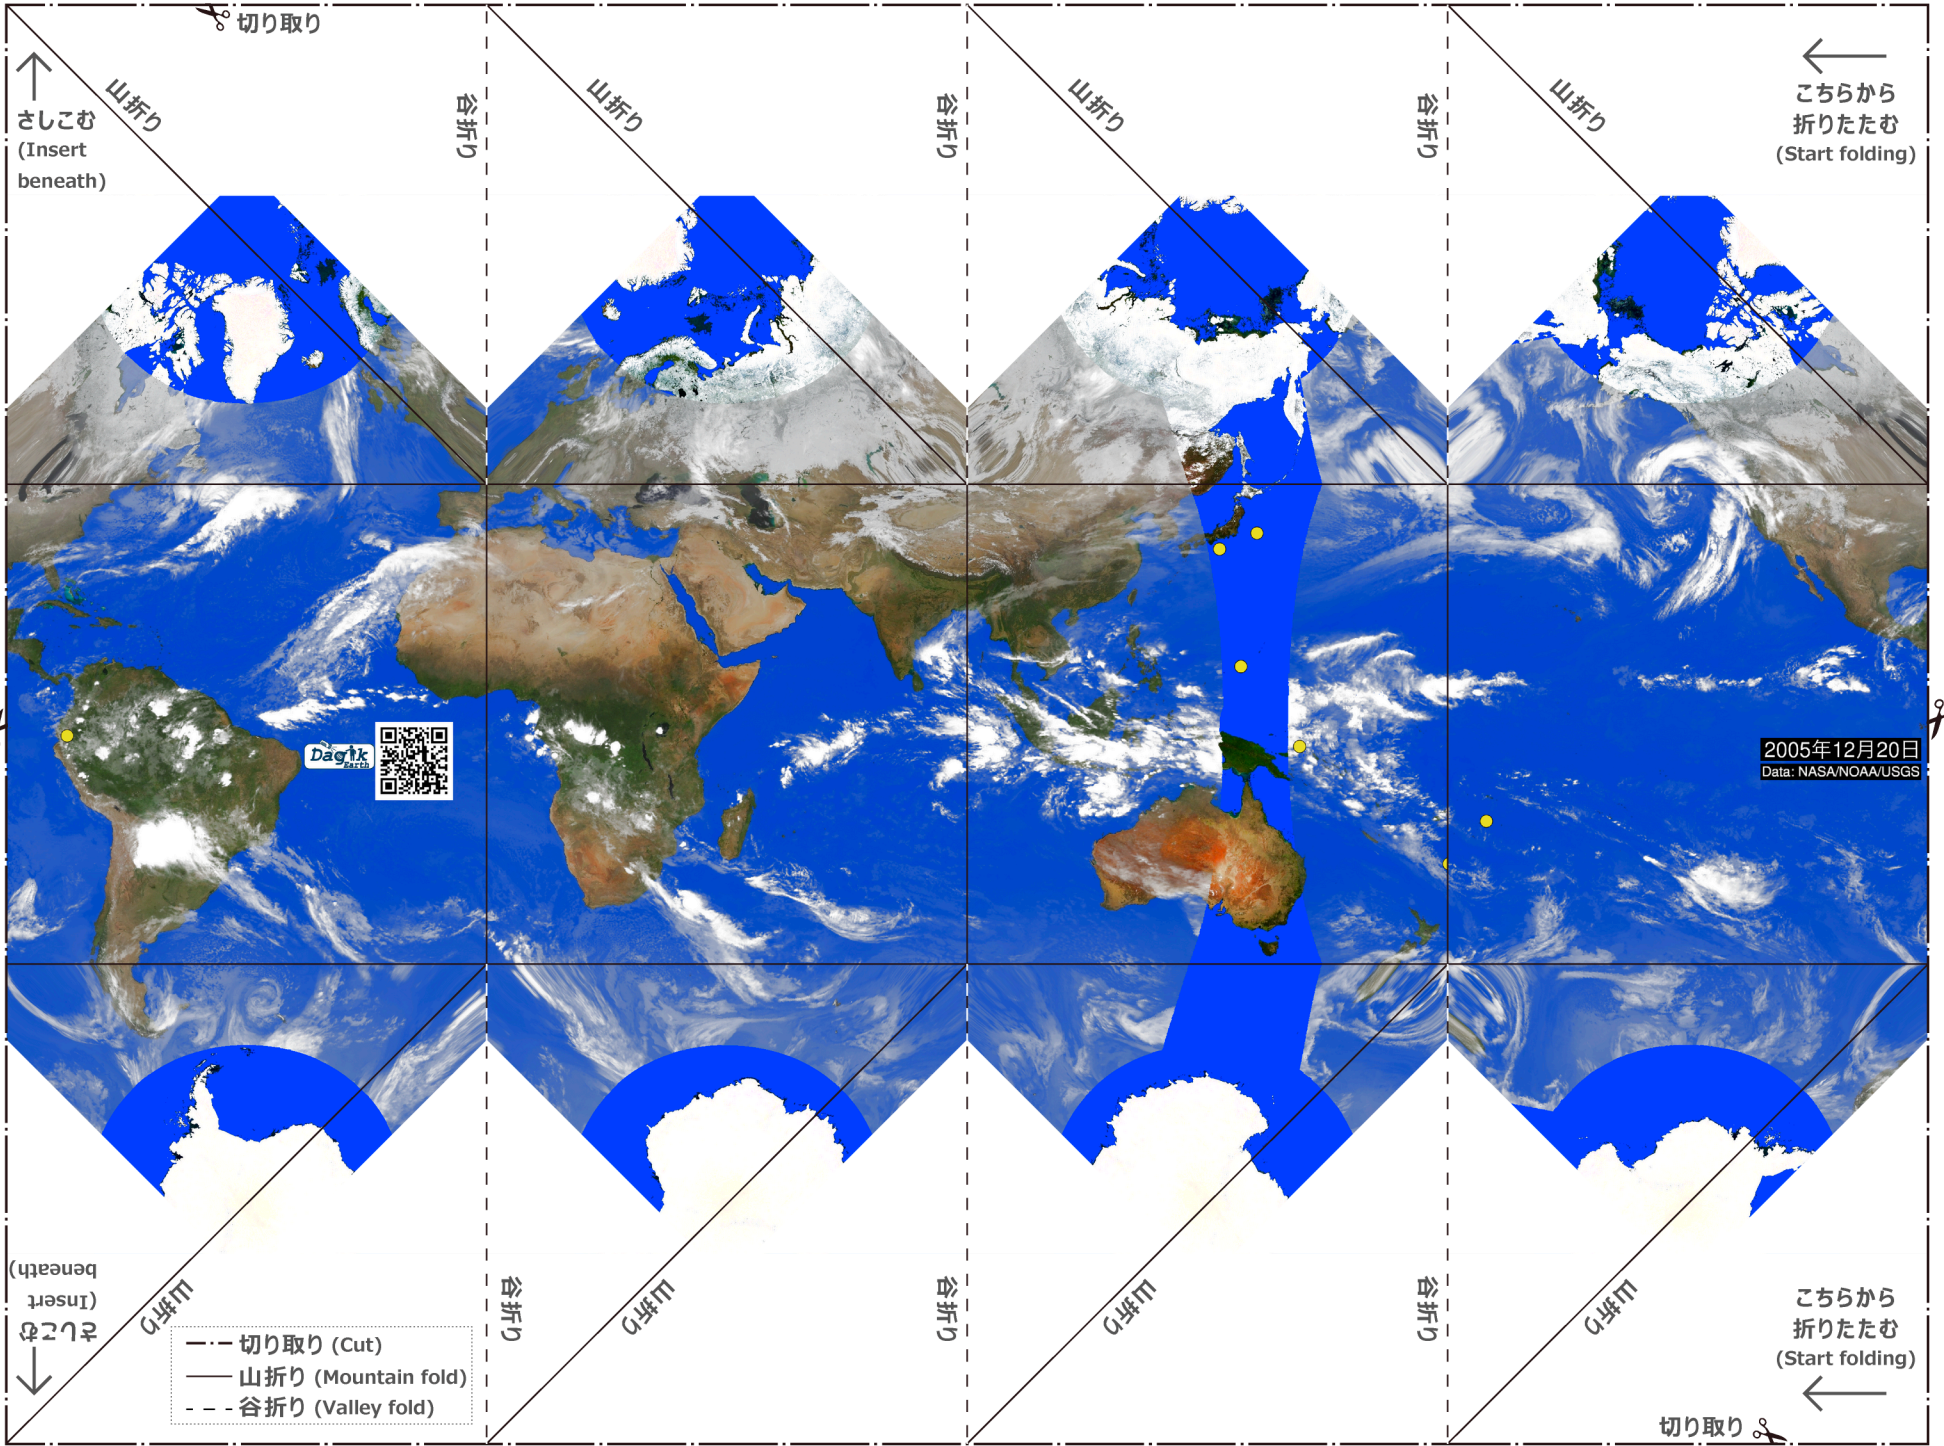 切り取り
山折り
谷折り
山折り
谷折り
山折り
谷折り
山折り
さしこむ
(Insert
beneath)
こちらから
折りたたむ
(Start folding)
Dagik
Earth
2005年12月20日
Data: NASA/NOAA/USGS
さしこむ
(Insert
beneath)
山折り
谷折り
山折り
谷折り
山折り
谷折り
山折り
こちらから
折りたたむ
(Start folding)
切り取り (Cut)
山折り (Mountain fold)
谷折り (Valley fold)
切り取り